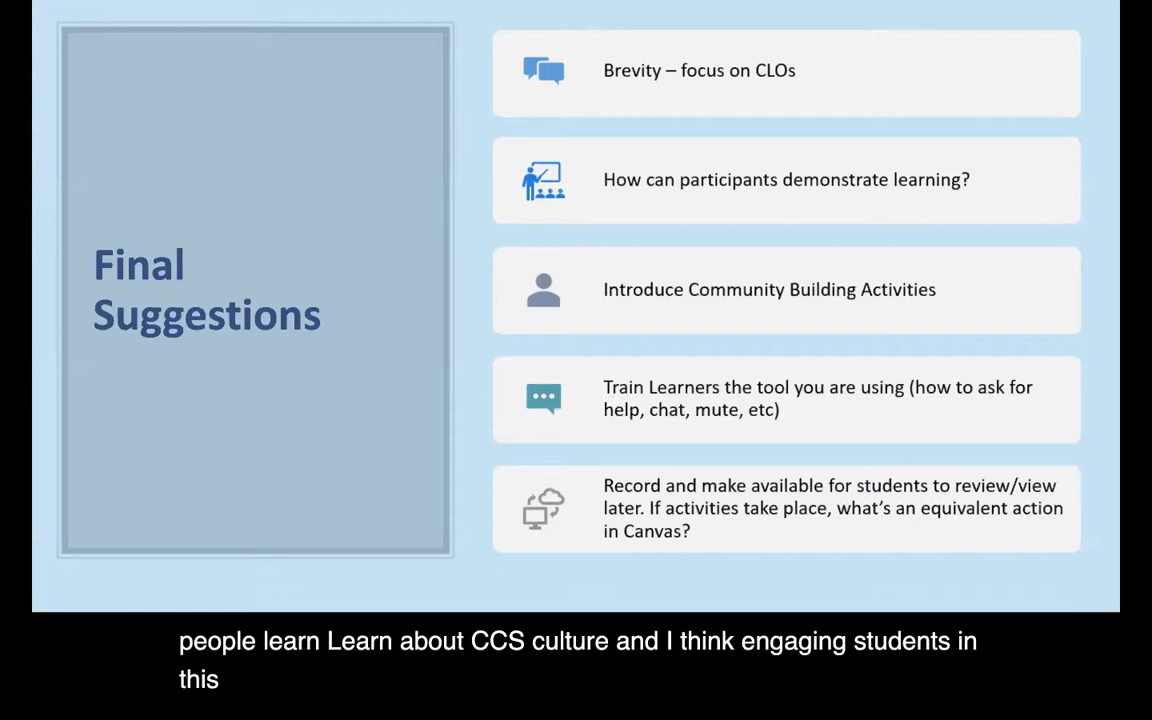 Final
Suggestions
Brevity – focus on CLOs
How can participants demonstrate learning?
Introduce Community Building Activities
Train Learners the tool you are using (how to ask for
help, chat, mute, etc)
Record and make available for students to review/view
later. If activities take place, what's an equivalent action
in Canvas?
people learn Learn about CCS culture and I think engaging students in
this